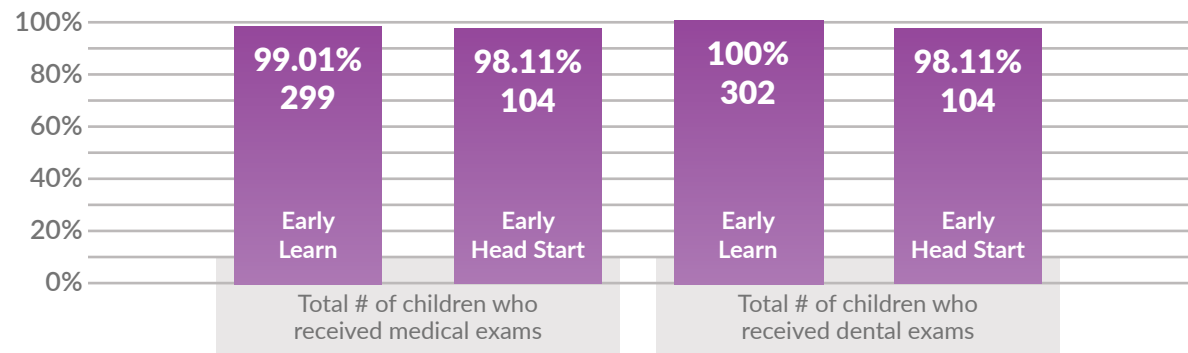 100%
80%
60%
40%
20%
0%
99.01%
299
Early
Learn
98.11%
104
Early
Head Start
Total # of children who
received medical exams
100%
302
Early
Learn
98.11%
104
Early
Head Start
Total # of children who
received dental exams